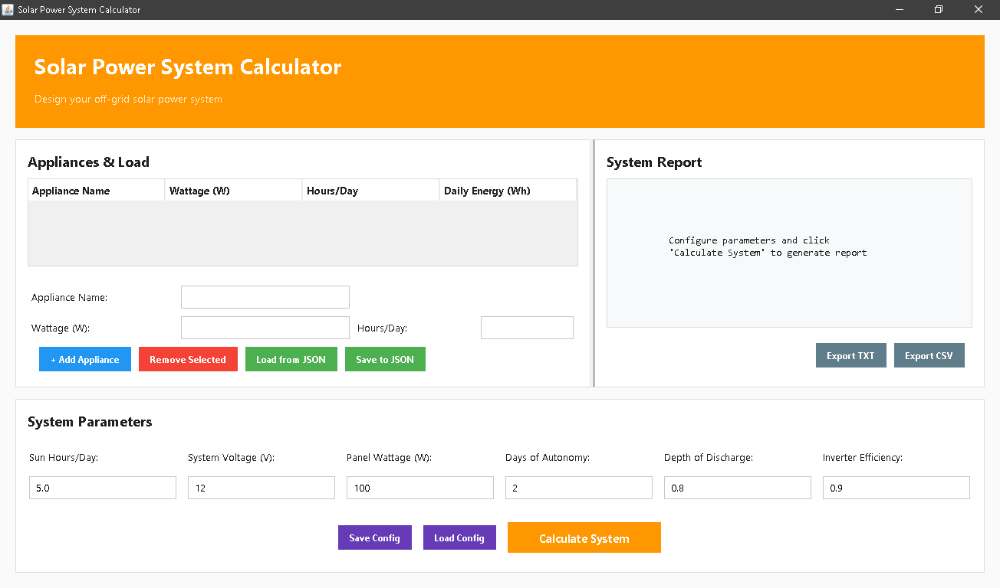 Solar Power System Calculator
Solar Power System Calculator
Design your off-grid solar power system
Appliances & Load
Appliance Name Wattage (W) Hours/Day Daily Energy (Wh)
Appliance Name:
Wattage (W): Hours/Day:
+ Add Appliance Remove Selected Load from JSON Save to JSON
System Report
Configure parameters and click
'Calculate System' to generate report
Export TXT Export CSV
System Parameters
Sun Hours/Day: System Voltage (V): Panel Wattage (W): Days of Autonomy: Depth of Discharge: Inverter Efficiency:
5.0 12 100 2 0.8 0.9
Save Config Load Config Calculate System